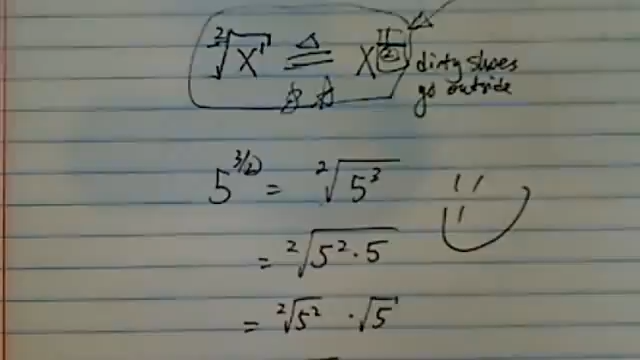 ²√x¹ ≜ x^(1/2)
dirty shoes
go outside
5^(3/2) = ²√5³
= ²√5²·5
= ²√5² · √5¹